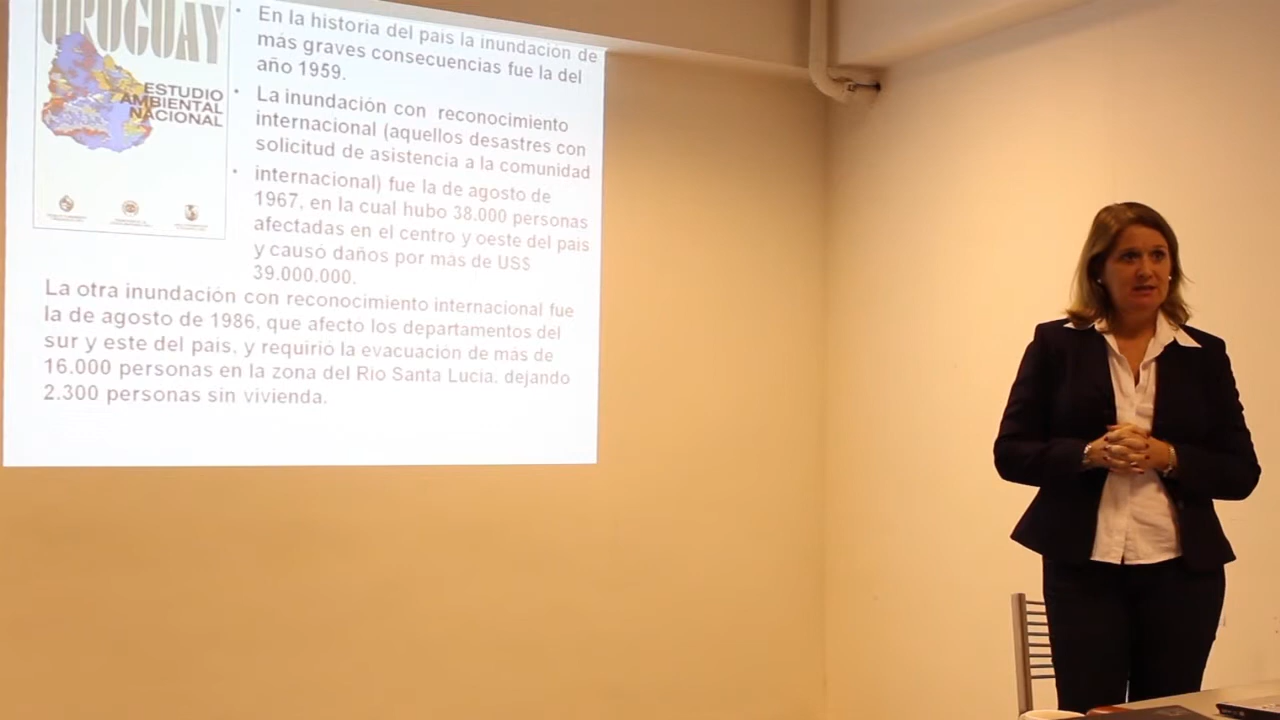 URUGUAY
ESTUDIO
AMBIENTAL
NACIONAL
• En la historia del pais la inundación de
más graves consecuencias fue la del
año 1959.
• La inundación con reconocimiento
internacional (aquellos desastres con
solicitud de asistencia a la comunidad
• internacional) fue la de agosto de
1967, en la cual hubo 38.000 personas
afectadas en el centro y oeste del pais
y causó daños por más de US$
39.000.000.
La otra inundación con reconocimiento internacional fue
la de agosto de 1986, que afecto los departamentos del
sur y este del pais, y requirió la evacuación de más de
16.000 personas en la zona del Rio Santa Lucia. dejando
2.300 personas sin vivienda.